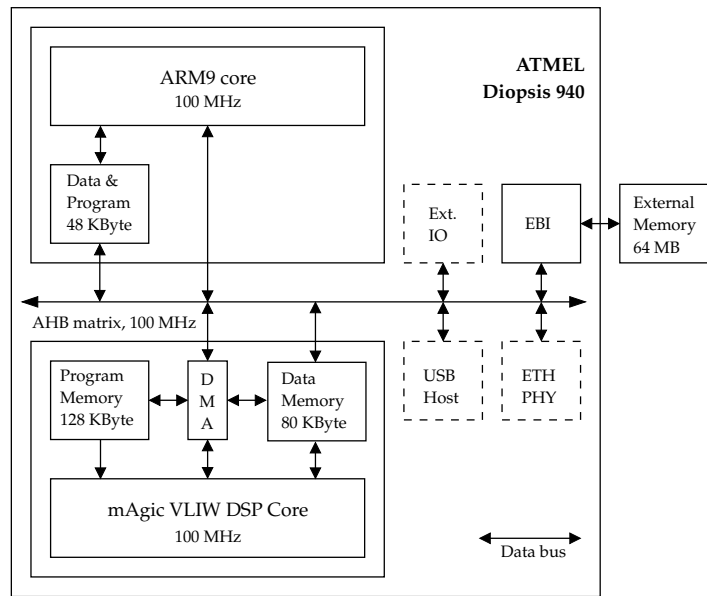 ARM9 core
100 MHz
ATMEL
Diopsis 940
Data &
Program
48 KByte
Ext.
IO
EBI
External
Memory
64 MB
AHB matrix, 100 MHz
Program
Memory
128 KByte
D
M
A
Data
Memory
80 KByte
USB
Host
ETH
PHY
mAgic VLIW DSP Core
100 MHz
Data bus